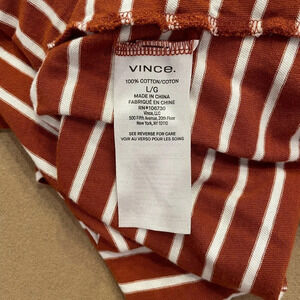 VINCE.
100% COTTON/COTON
L/G
MADE IN CHINA
FABRIQUÉ EN CHINE
RN#106730
Vince, LLC
500 Fifth Avenue, 20th Floor
New York, NY 10110
SEE REVERSE FOR CARE
VOIR AU VERSO POUR LES SOINS